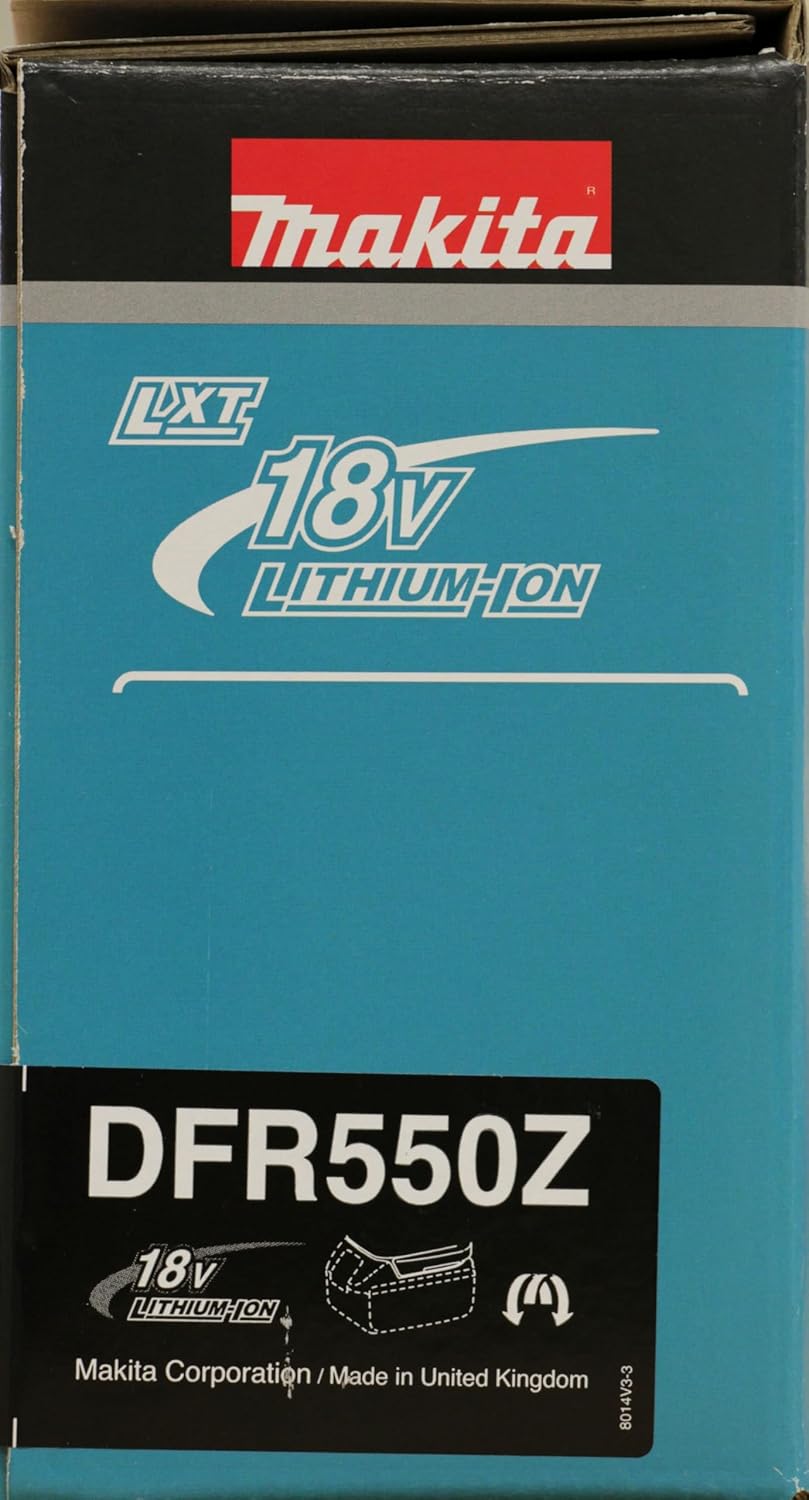 makita®
LXT
18V
LITHIUM-ION
DFR550Z
18V
LITHIUM-ION
Makita Corporation / Made in United Kingdom
8014V3-3